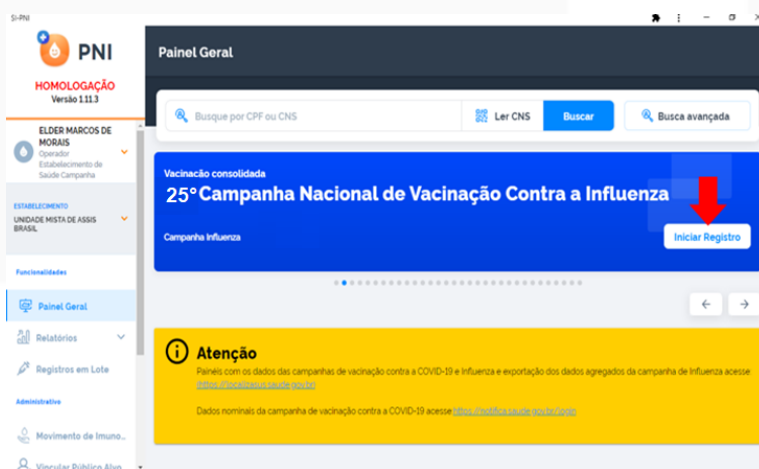 SI-PNI
PNI
HOMOLOGAÇÃO
Versão 1.11.3
ELDER MARCOS DE
MORAIS
Operador
Estabelecimento de
Saúde Campanha
ESTABELECIMENTO
UNIDADE MISTA DE ASSIS
BRASIL
Funcionalidades
Painel Geral
Relatórios
Registros em Lote
Administrativo
Movimento de Imuno...
Vincular Público Alvo
Painel Geral
Busque por CPF ou CNS
Ler CNS
Buscar
Busca avançada
Vacinacão consolidada
25° Campanha Nacional de Vacinação Contra a Influenza
Campanha Influenza
Iniciar Registro
Atenção
Painéis com os dados das campanhas de vacinação contra a COVID-19 e Influenza e exportação dos dados agregados da campanha de Influenza acesse
(https://localizasus.saude.gov.br)
Dados nominais da campanha de vacinação contra a COVID-19 acesse https://notifica.saude.gov.br/login